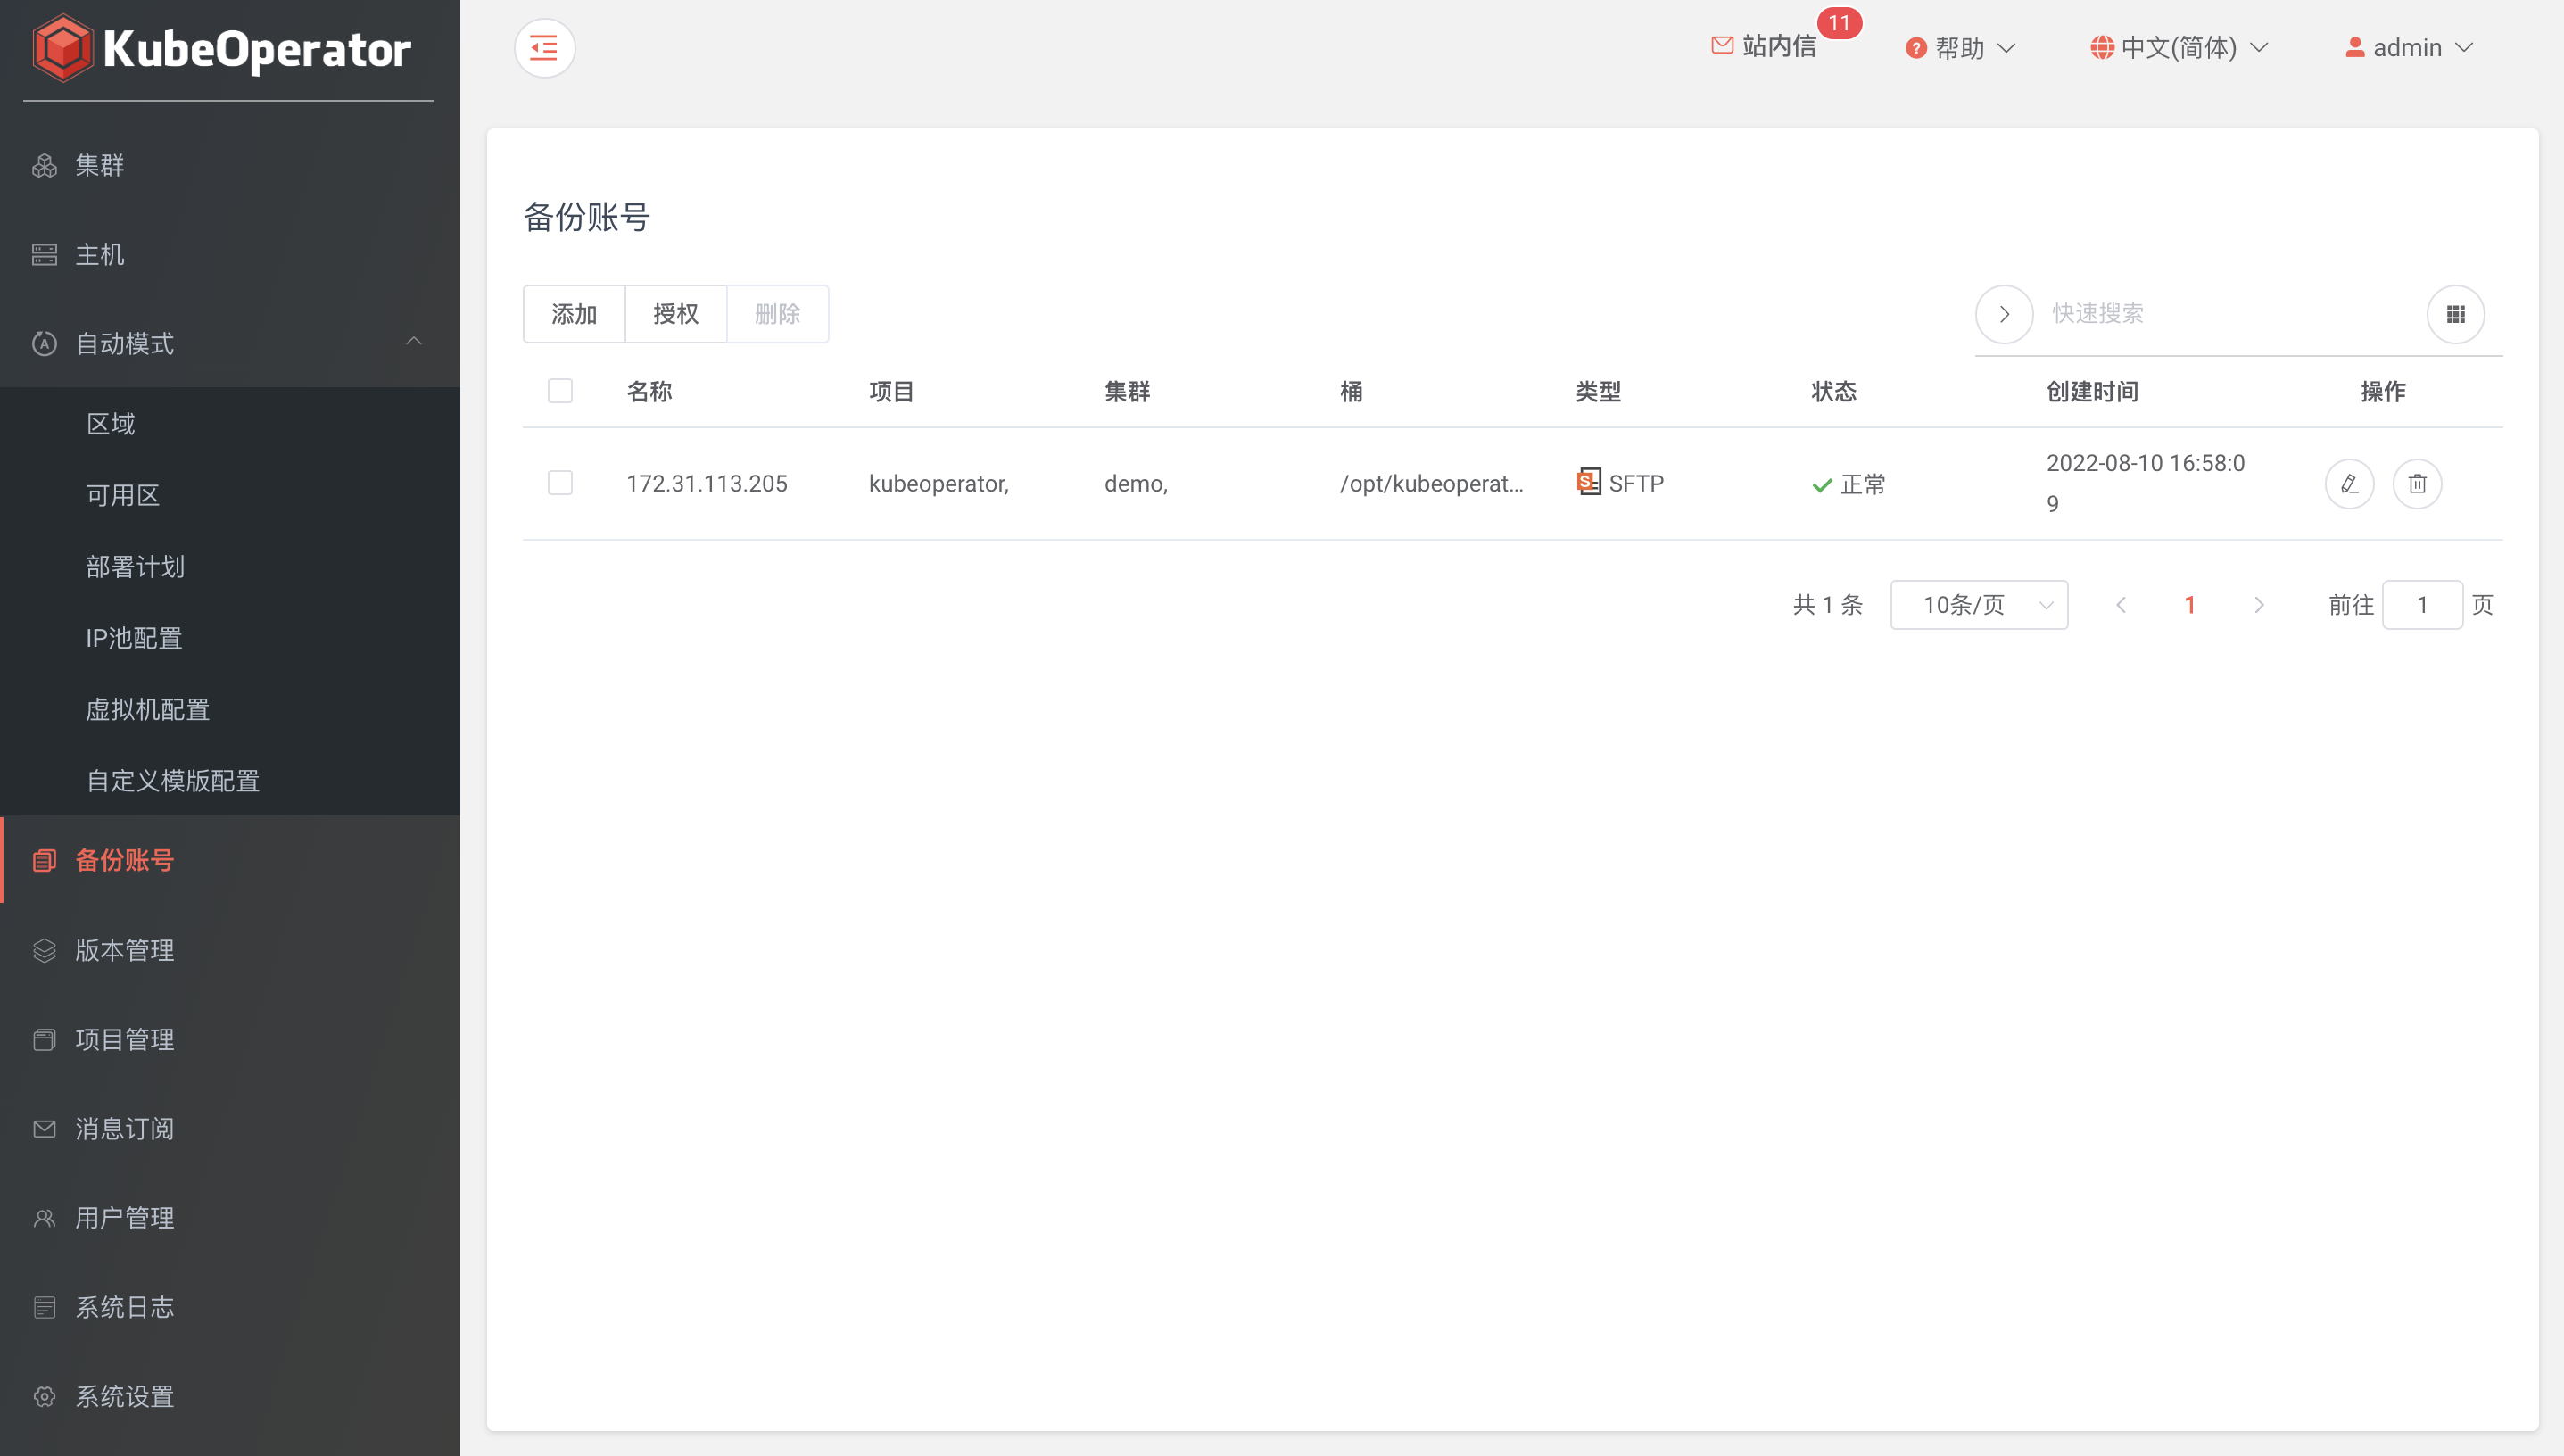 KubeOperator
集群
主机
自动模式
区域
可用区
部署计划
IP池配置
虚拟机配置
自定义模版配置
备份账号
版本管理
项目管理
消息订阅
用户管理
系统日志
系统设置
站内信 11 帮助 中文(简体) admin
备份账号
添加 授权 删除 快速搜索
名称 项目 集群 桶 类型 状态 创建时间 操作
172.31.113.205 kubeoperator, demo, /opt/kubeoperat... SFTP 正常 2022-08-10 16:58:0
9
共 1 条 10条/页 1 前往 1 页